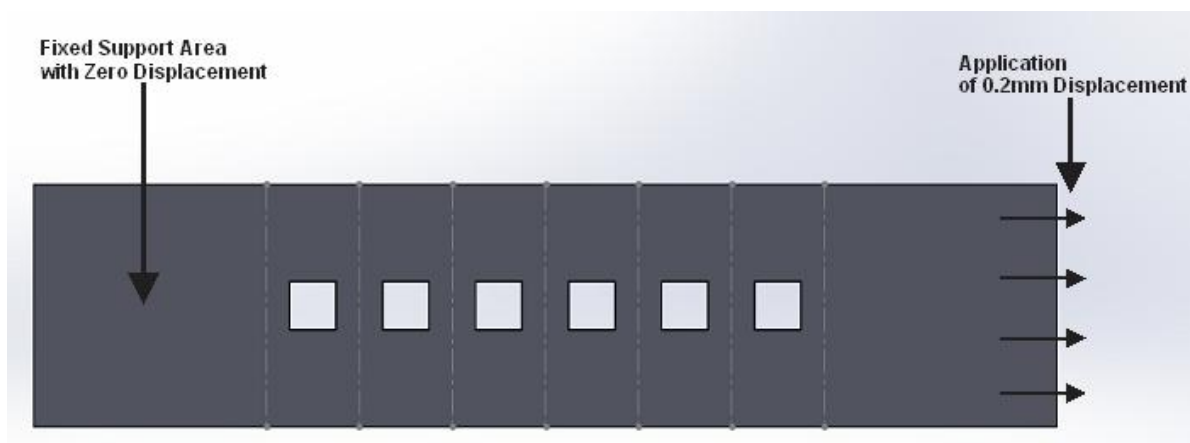 Fixed Support Area
with Zero Displacement
Application
of 0.2mm Displacement